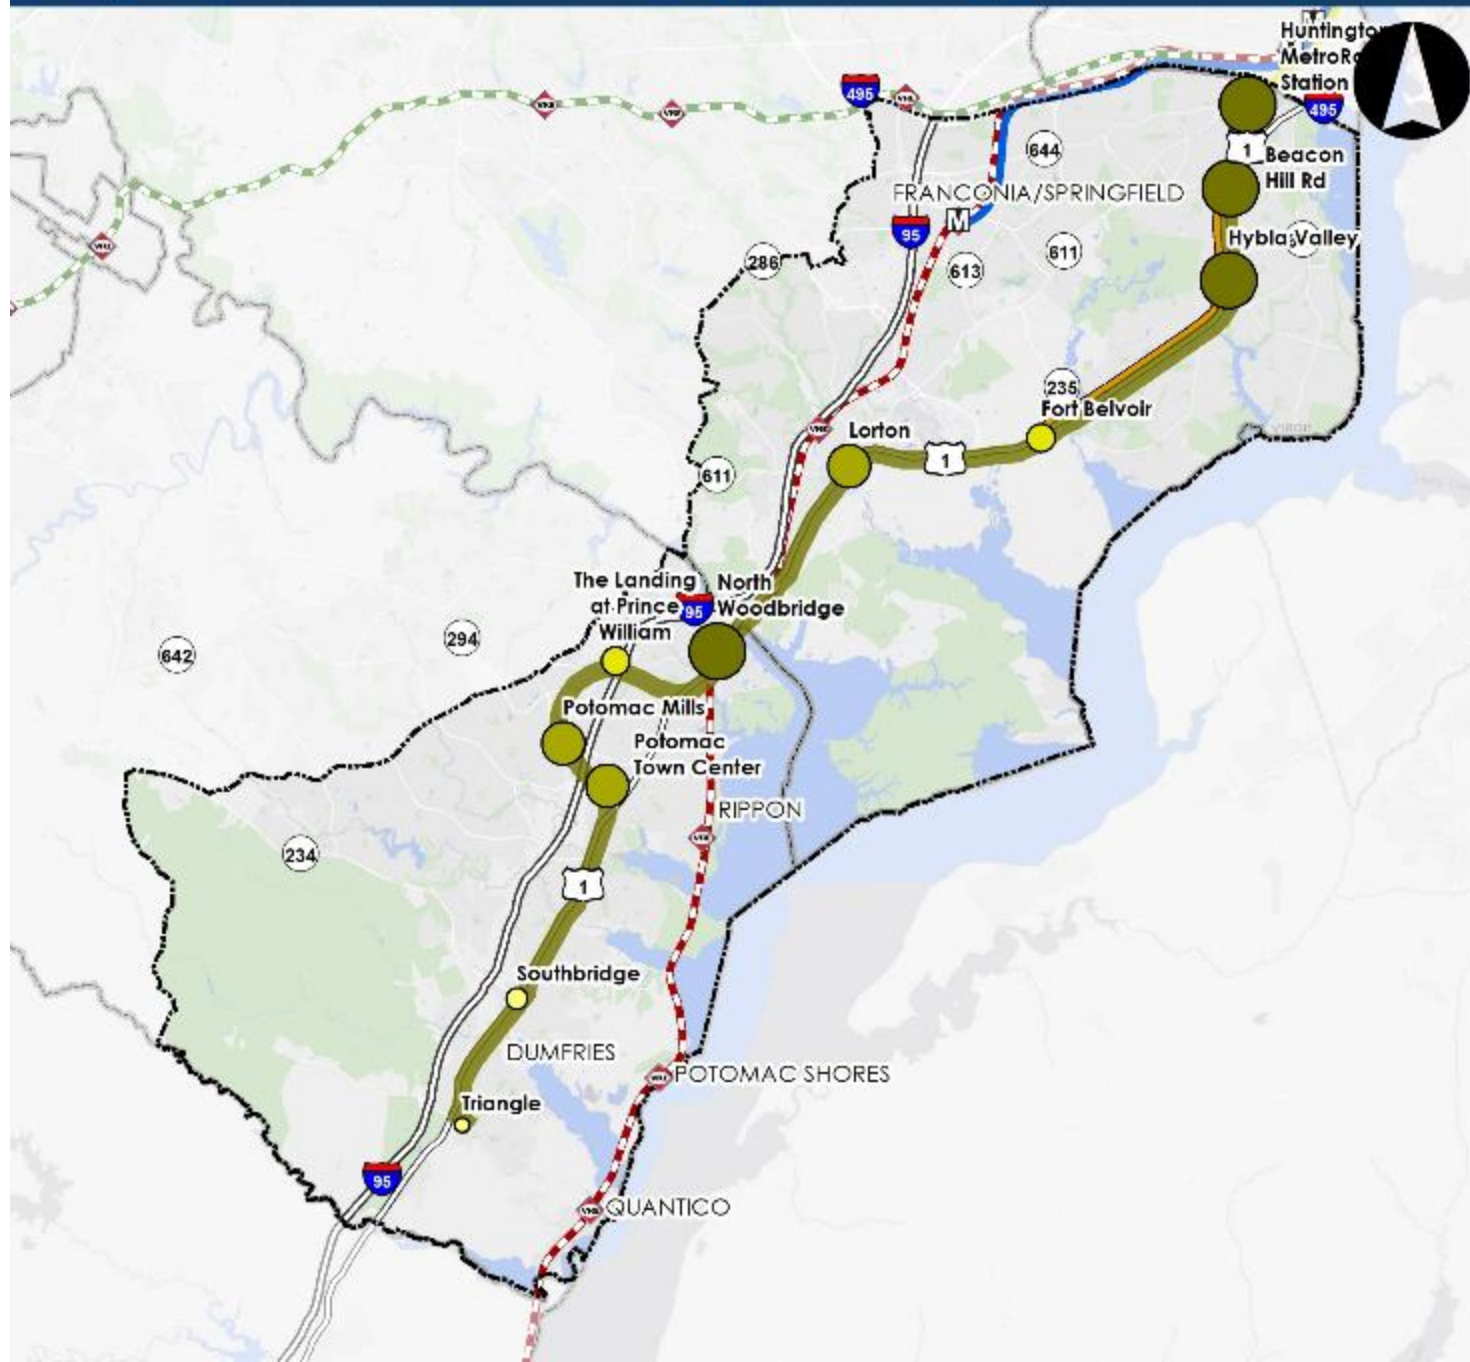 Huntingto
MetroR
Station
495
495
1
Beacon
Hill Rd
644
FRANCONIA/SPRINGFIELD
M
95
Hybla Valley
286
613
611
235
Fort Belvoir
Lorton
1
611
VRE
The Landing
at Prince
William
95
North
Woodbridge
294
642
Potomac Mills
Potomac
Town Center
RIPPON
VRE
234
1
Southbridge
DUMFRIES
POTOMAC SHORES
Triangle
95
QUANTICO